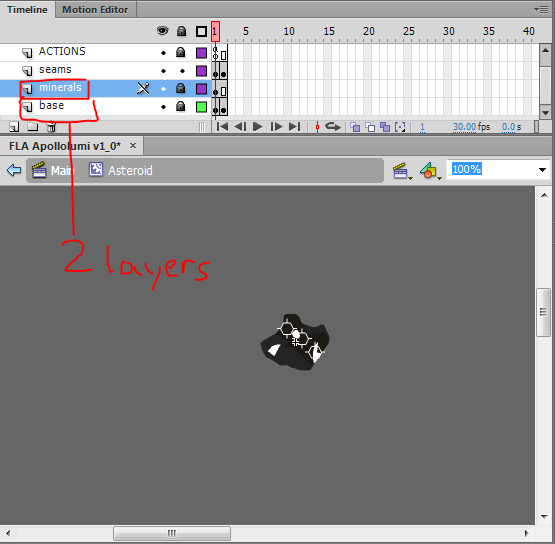 Timeline Motion Editor
1 5 10 15 20 25 30 35 40
ACTIONS
seams
minerals
base
1 30.00 fps 0.0 s
FLA Apollolumi v1_0* ×
Main Asteroid 100%
2 layers